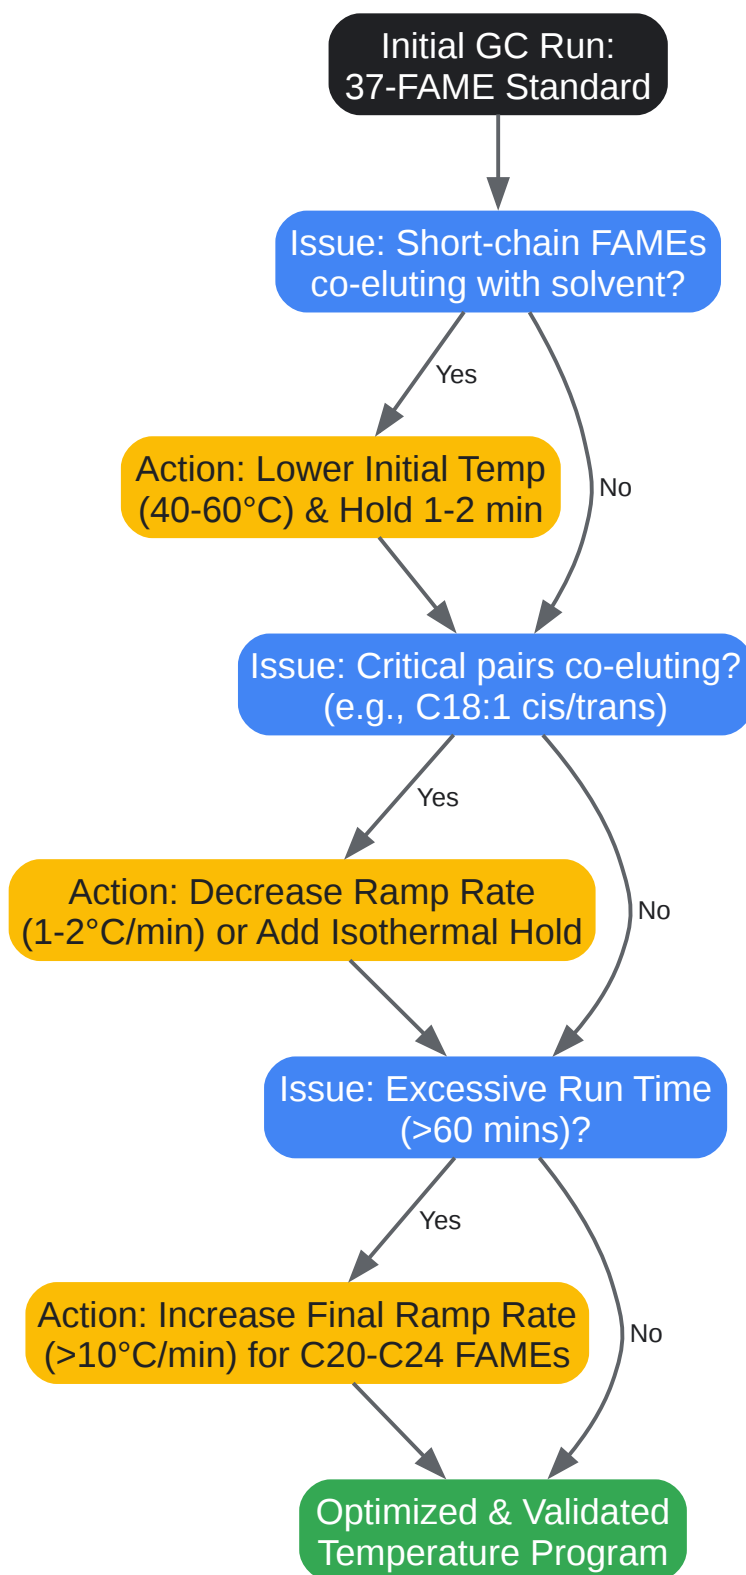 Initial GC Run:
37-FAME Standard
Issue: Short-chain FAMEs
co-eluting with solvent?
Yes
Action: Lower Initial Temp
(40-60°C) & Hold 1-2 min
No
Issue: Critical pairs co-eluting?
(e.g., C18:1 cis/trans)
Yes
Action: Decrease Ramp Rate
(1-2°C/min) or Add Isothermal Hold
No
Issue: Excessive Run Time
(>60 mins)?
Yes
Action: Increase Final Ramp Rate
(>10°C/min) for C20-C24 FAMEs
No
Optimized & Validated
Temperature Program